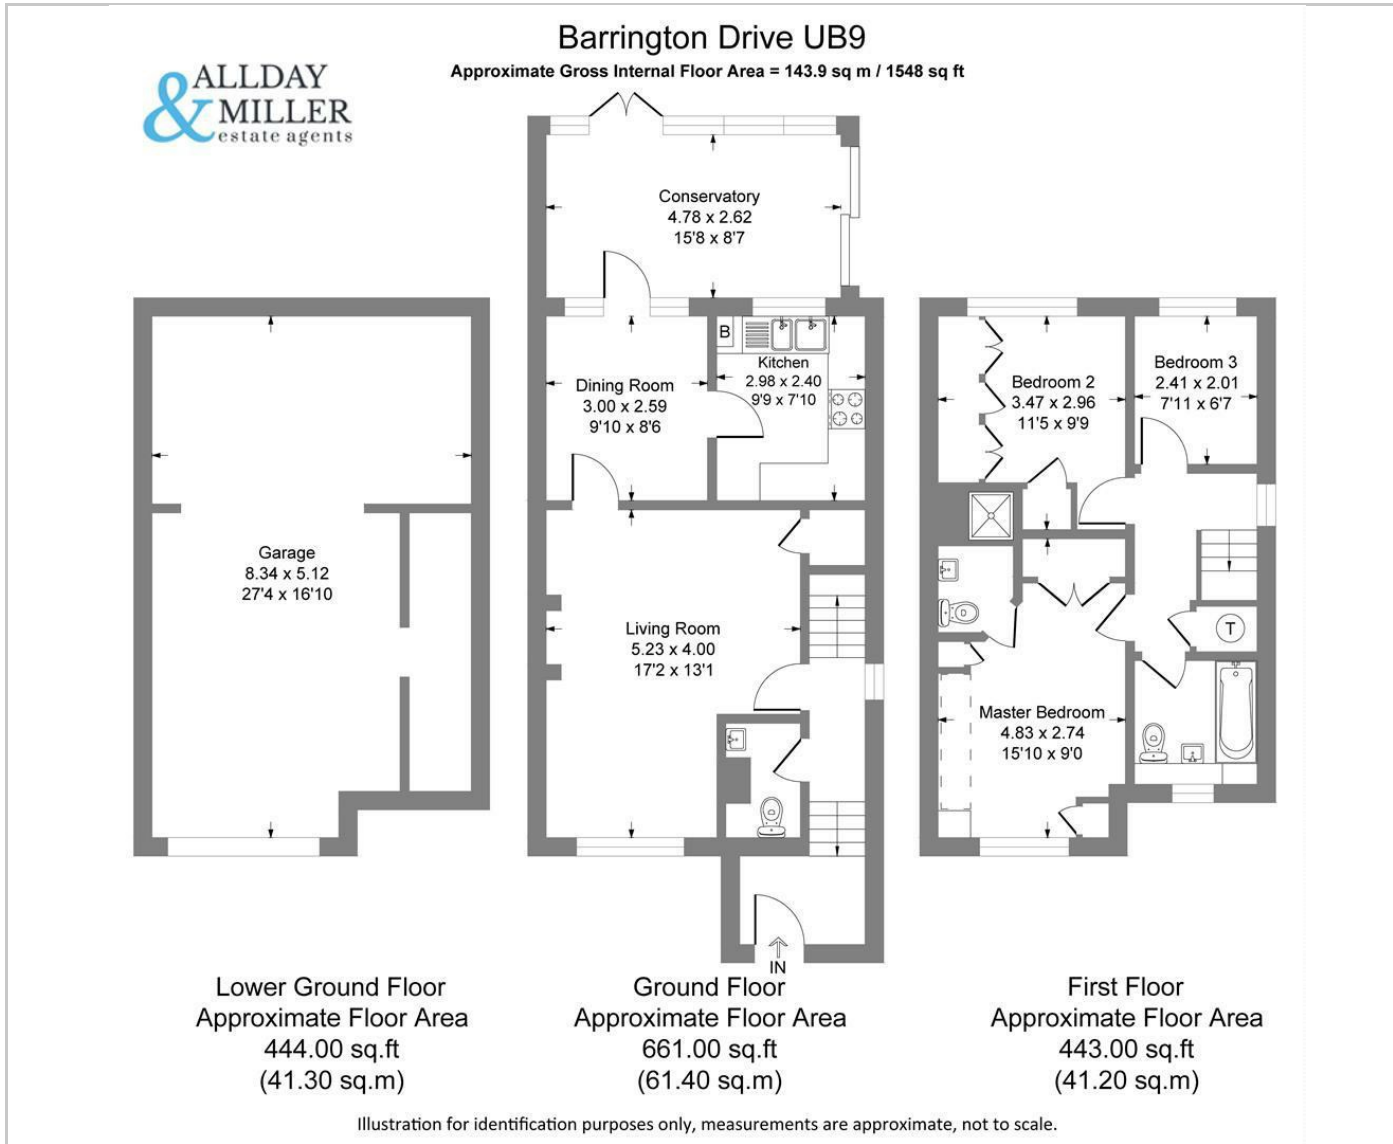 Barrington Drive UB9
Approximate Gross Internal Floor Area = 143.9 sq m / 1548 sq ft
ALLDAY
& MILLER
estate agents
Conservatory
4.78 x 2.62
15'8 x 8'7
B
Kitchen
2.98 x 2.40
9'9 x 7'10
Dining Room
3.00 x 2.59
9'10 x 8'6
Bedroom 2
3.47 x 2.96
11'5 x 9'9
Bedroom 3
2.41 x 2.01
7'11 x 6'7
Garage
8.34 x 5.12
27'4 x 16'10
Living Room
5.23 x 4.00
17'2 x 13'1
T
Master Bedroom
4.83 x 2.74
15'10 x 9'0
IN
Lower Ground Floor
Approximate Floor Area
444.00 sq.ft
(41.30 sq.m)
Ground Floor
Approximate Floor Area
661.00 sq.ft
(61.40 sq.m)
First Floor
Approximate Floor Area
443.00 sq.ft
(41.20 sq.m)
Illustration for identification purposes only, measurements are approximate, not to scale.